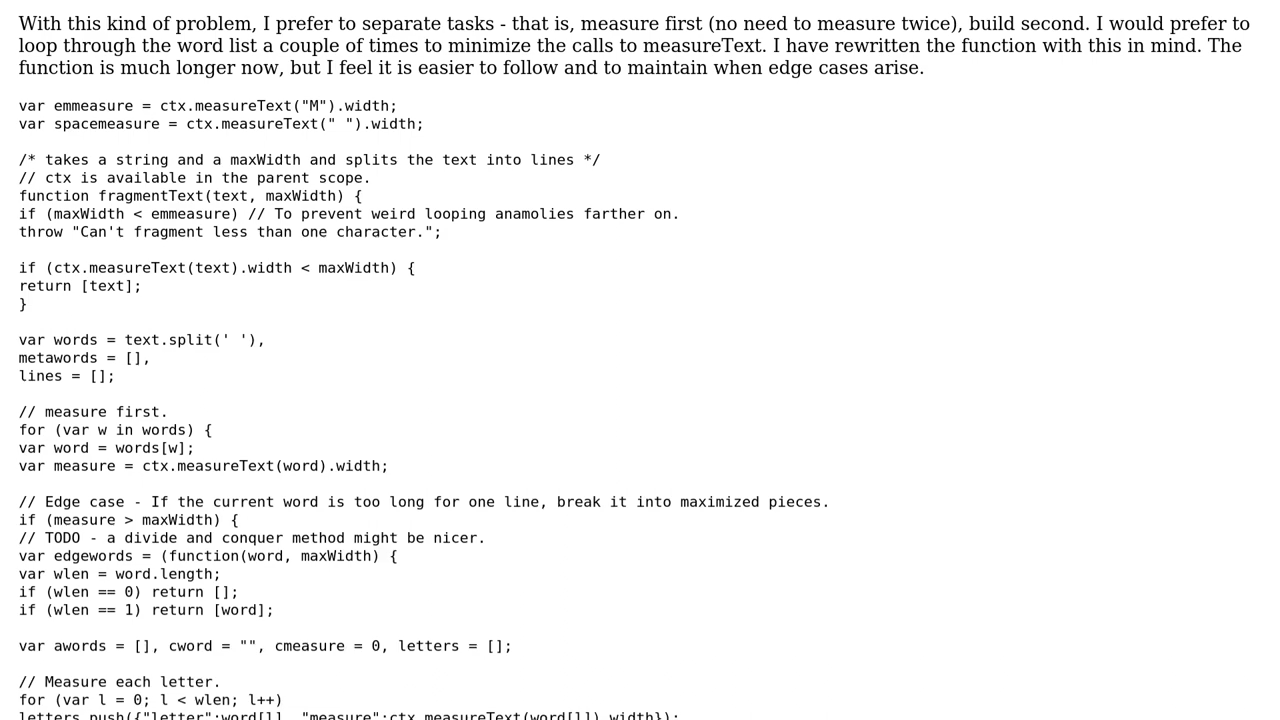 With this kind of problem, I prefer to separate tasks - that is, measure first (no need to measure twice), build second. I would prefer to
loop through the word list a couple of times to minimize the calls to measureText. I have rewritten the function with this in mind. The
function is much longer now, but I feel it is easier to follow and to maintain when edge cases arise.
var emmeasure = ctx.measureText("M").width;
var spacemeasure = ctx.measureText(" ").width;
/* takes a string and a maxWidth and splits the text into lines */
// ctx is available in the parent scope.
function fragmentText(text, maxWidth) {
if (maxWidth < emmeasure) // To prevent weird looping anamolies farther on.
throw "Can't fragment less than one character.";
if (ctx.measureText(text).width < maxWidth) {
return [text];
}
var words = text.split(' '),
metawords = [],
lines = [];
// measure first.
for (var w in words) {
var word = words[w];
var measure = ctx.measureText(word).width;
// Edge case - If the current word is too long for one line, break it into maximized pieces.
if (measure > maxWidth) {
// TODO - a divide and conquer method might be nicer.
var edgewords = (function(word, maxWidth) {
var wlen = word.length;
if (wlen == 0) return [];
if (wlen == 1) return [word];
var awords = [], cword = "", cmeasure = 0, letters = [];
// Measure each letter.
for (var l = 0; l < wlen; l++)
letters.push({"letter":word[l], "measure":ctx.measureText(word[l]).width});